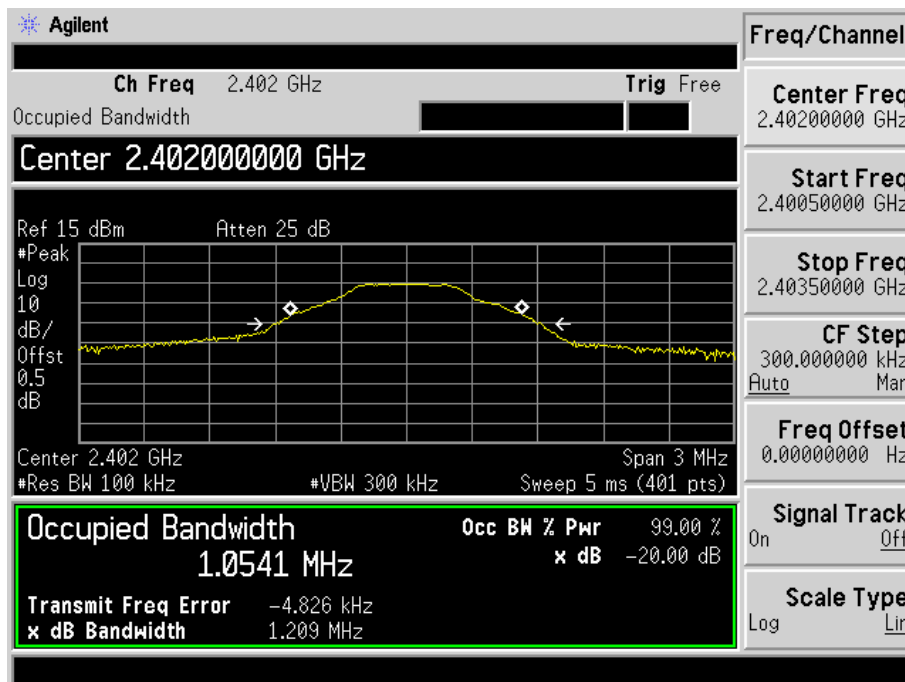 Agilent
Freq/Channel
Ch Freq 2.402 GHz Trig Free
Occupied Bandwidth
Center 2.402000000 GHz
Ref 15 dBm Atten 25 dB
#Peak
Log
10
dB/
Offst
0.5
dB
Center 2.402 GHz Span 3 MHz
#Res BW 100 kHz #VBW 300 kHz Sweep 5 ms (401 pts)
Occupied Bandwidth
1.0541 MHz
Occ BW % Pwr 99.00 %
x dB -20.00 dB
Transmit Freq Error -4.826 kHz
x dB Bandwidth 1.209 MHz
Center Freq
2.40200000 GHz
Start Freq
2.40050000 GHz
Stop Freq
2.40350000 GHz
CF Step
300.000000 kHz
Auto Man
Freq Offset
0.00000000 Hz
Signal Track
On Off
Scale Type
Log Lin